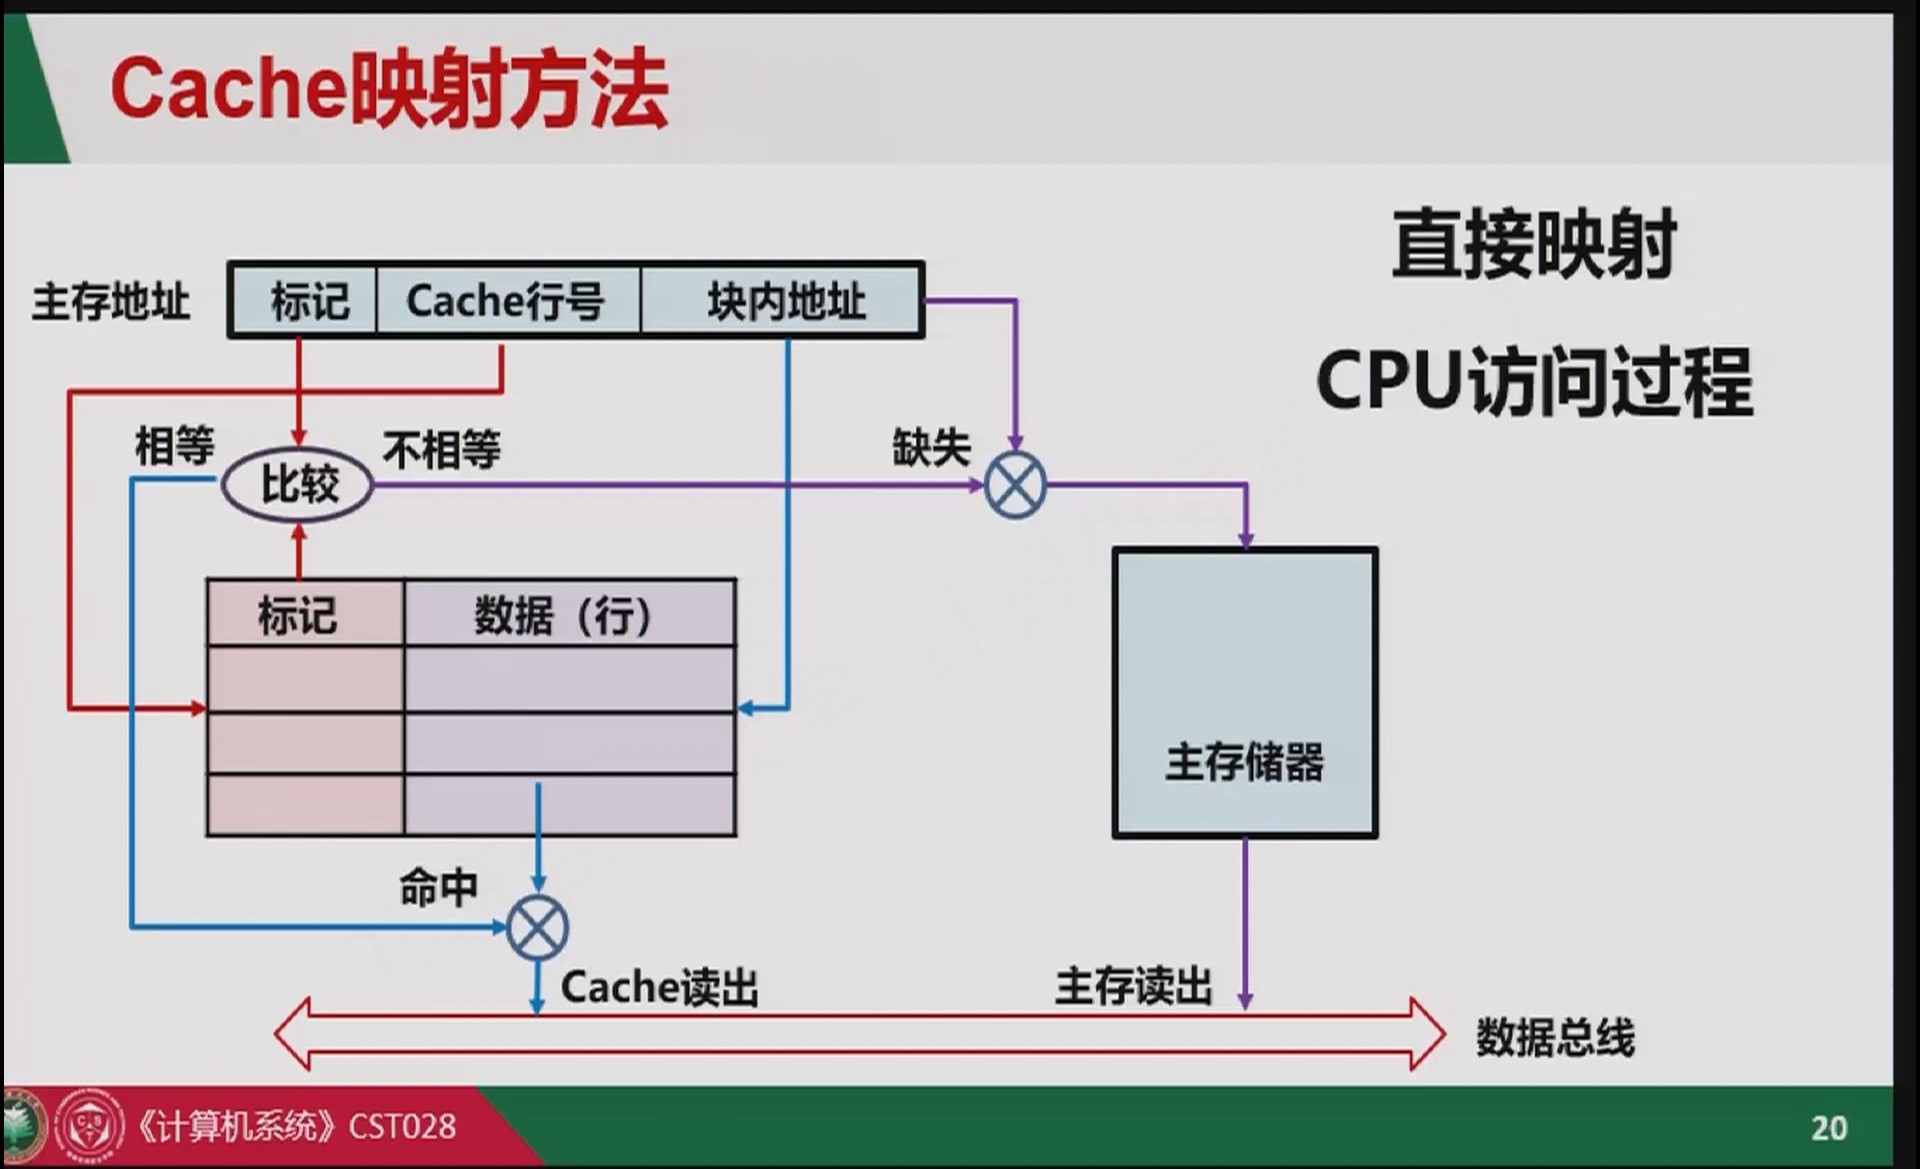 Cache映射方法
直接映射
CPU访问过程
主存地址
标记
Cache行号
块内地址
相等
比较
不相等
缺失
标记
数据（行）
主存储器
命中
Cache读出
主存读出
数据总线
《计算机系统》CST028
20